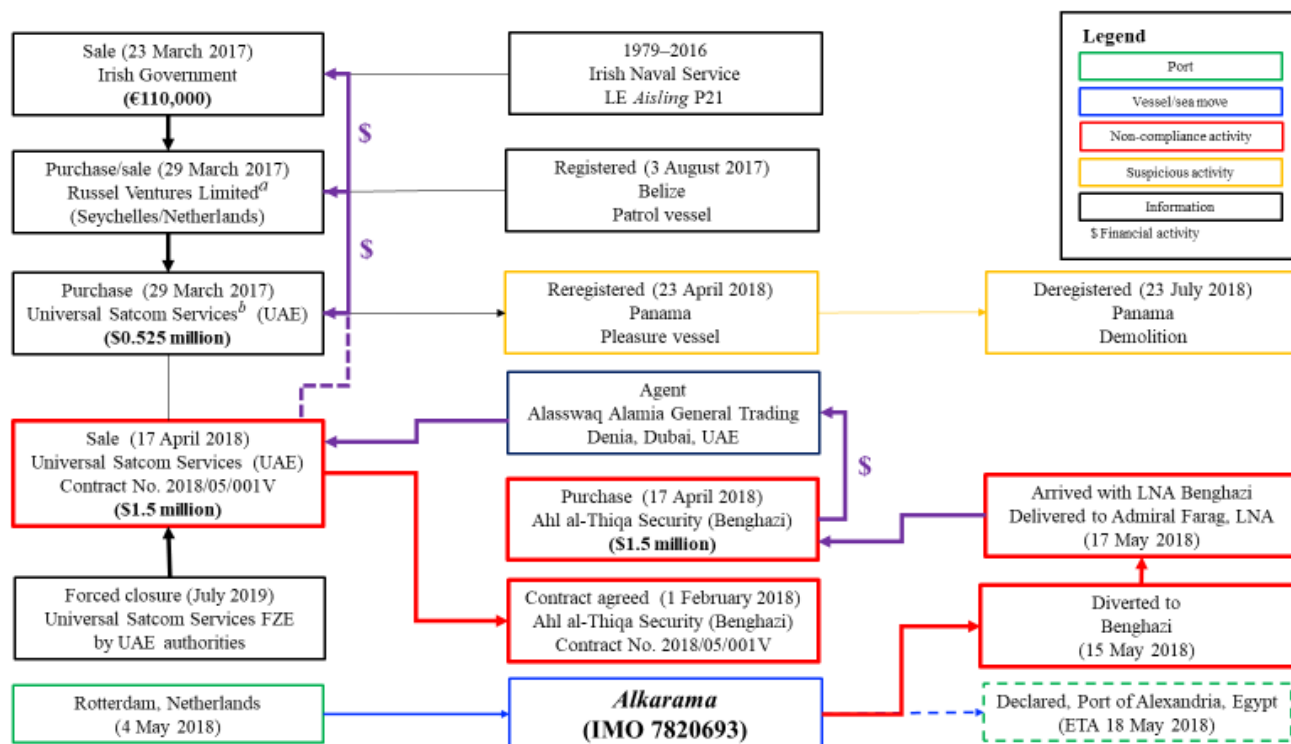 Sale (23 March 2017)
Irish Government
(€110,000)
1979–2016
Irish Naval Service
LE Aisling P21
Legend
Port
Vessel/sea move
Non-compliance activity
Suspicious activity
Information
$ Financial activity
$
Purchase/sale (29 March 2017)
Russel Ventures Limitedᵃ
(Seychelles/Netherlands)
Registered (3 August 2017)
Belize
Patrol vessel
$
Purchase (29 March 2017)
Universal Satcom Servicesᵇ (UAE)
($0.525 million)
Reregistered (23 April 2018)
Panama
Pleasure vessel
Deregistered (23 July 2018)
Panama
Demolition
Agent
Alasswaq Alamia General Trading
Denia, Dubai, UAE
Sale (17 April 2018)
Universal Satcom Services (UAE)
Contract No. 2018/05/001V
($1.5 million)
$
Purchase (17 April 2018)
Ahl al-Thiqa Security (Benghazi)
($1.5 million)
Arrived with LNA Benghazi
Delivered to Admiral Farag, LNA
(17 May 2018)
Forced closure (July 2019)
Universal Satcom Services FZE
by UAE authorities
Contract agreed (1 February 2018)
Ahl al-Thiqa Security (Benghazi)
Contract No. 2018/05/001V
Diverted to
Benghazi
(15 May 2018)
Rotterdam, Netherlands
(4 May 2018)
Alkarama
(IMO 7820693)
Declared, Port of Alexandria, Egypt
(ETA 18 May 2018)